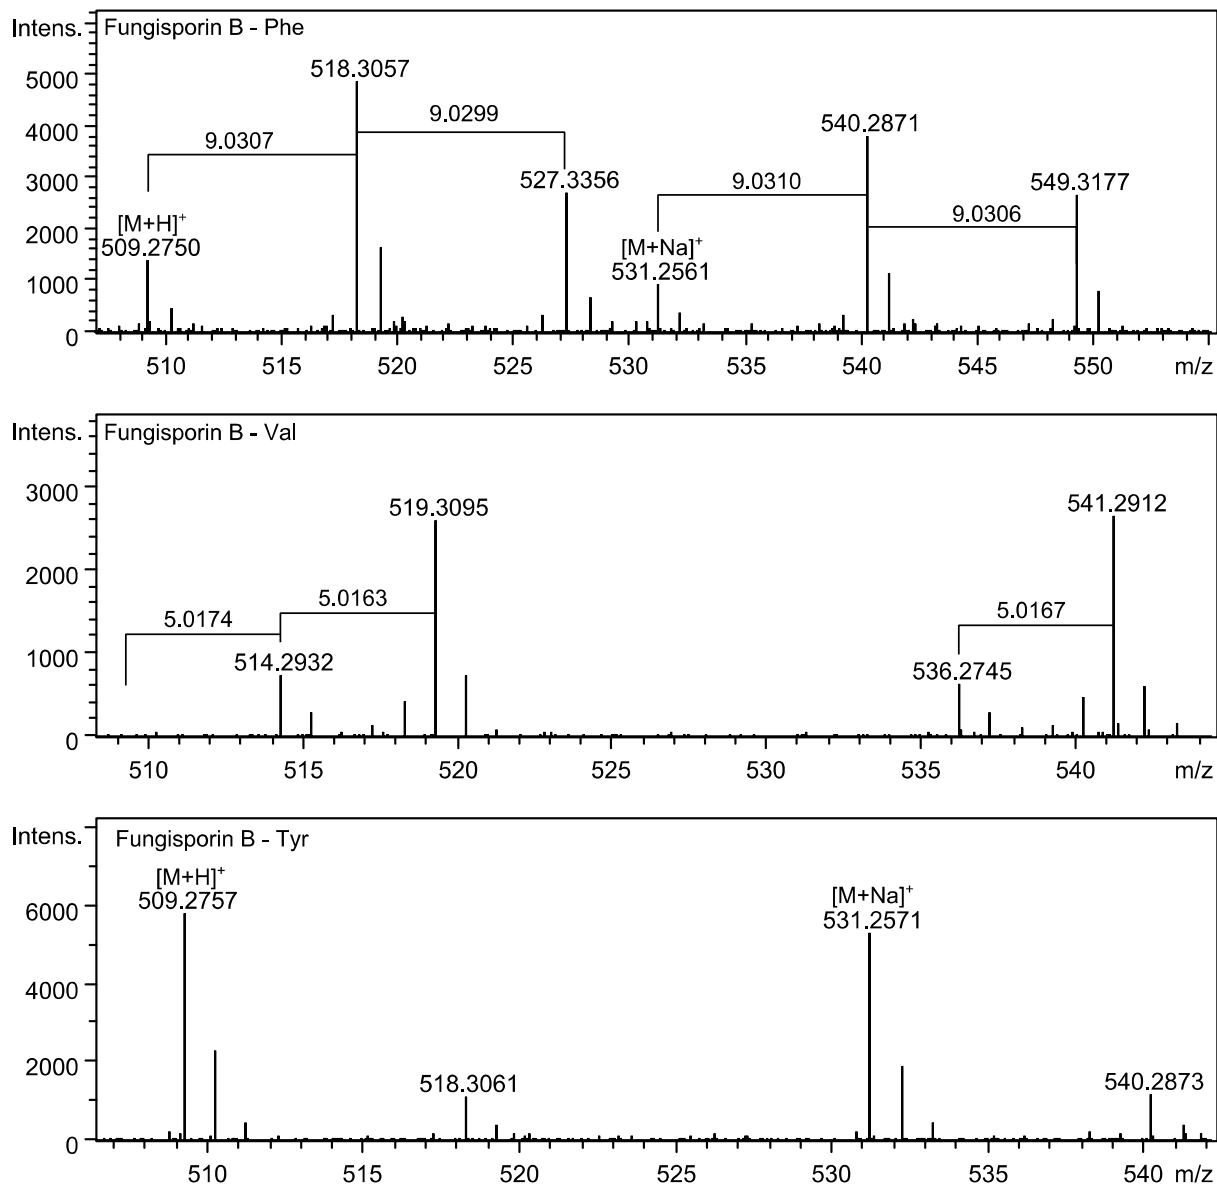 Intens.
Fungisporin B - Phe
518.3057
5000
9.0299
540.2871
4000
9.0307
527.3356
549.3177
3000
9.0310
9.0306
[M+H]+
509.2750
2000
[M+Na]+
531.2561
1000
0
510 515 520 525 530 535 540 545 550 m/z
Intens.
Fungisporin B - Val
519.3095
541.2912
3000
2000
5.0174
5.0163
5.0167
1000
514.2932
536.2745
0
510 515 520 525 530 535 540 m/z
Intens.
Fungisporin B - Tyr
[M+H]+
509.2757
[M+Na]+
531.2571
6000
4000
2000
518.3061
540.2873
0
510 515 520 525 530 535 540 m/z